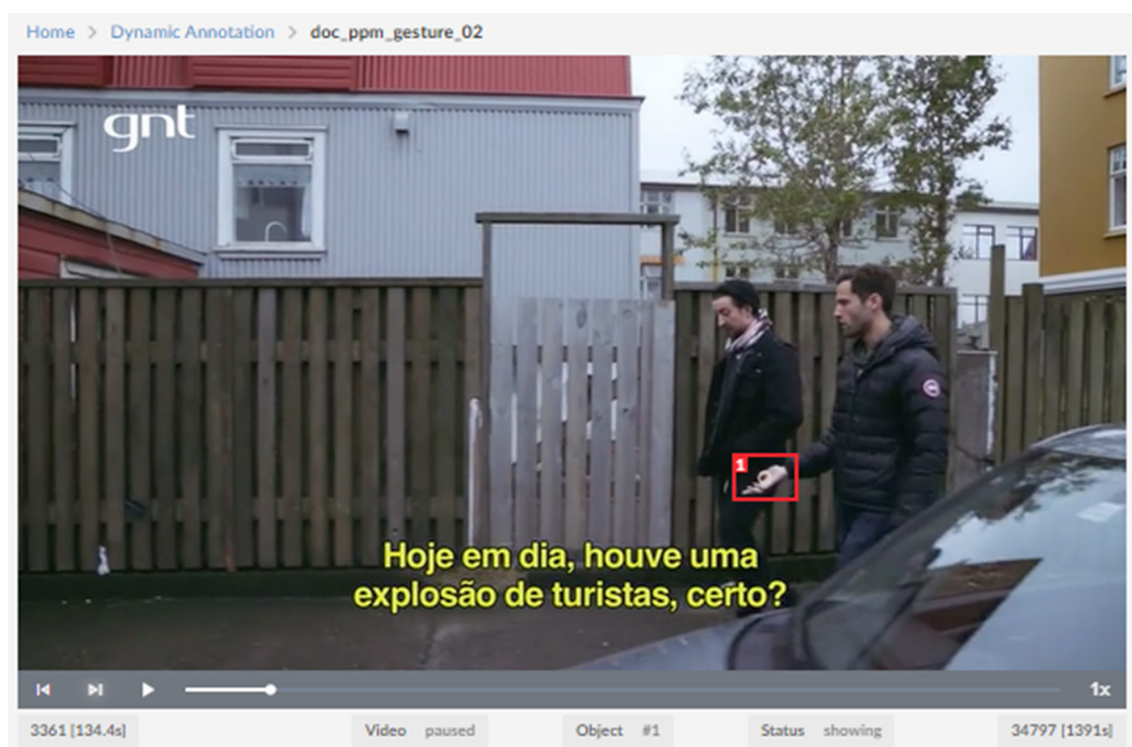 Home > Dynamic Annotation > doc_ppm_gesture_02
gnt
1
Hoje em dia, houve uma
explosão de turistas, certo?
1x
3361 [134.4s]
Video paused
Object #1
Status showing
34797 [1391s]